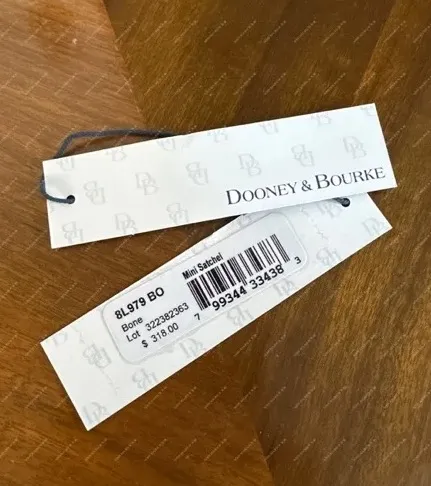 DOONEY & BOURKE
Mini Satchel
8L979 BO
Bone
Lot 322382363
$ 318.00
7 99344 33438 3